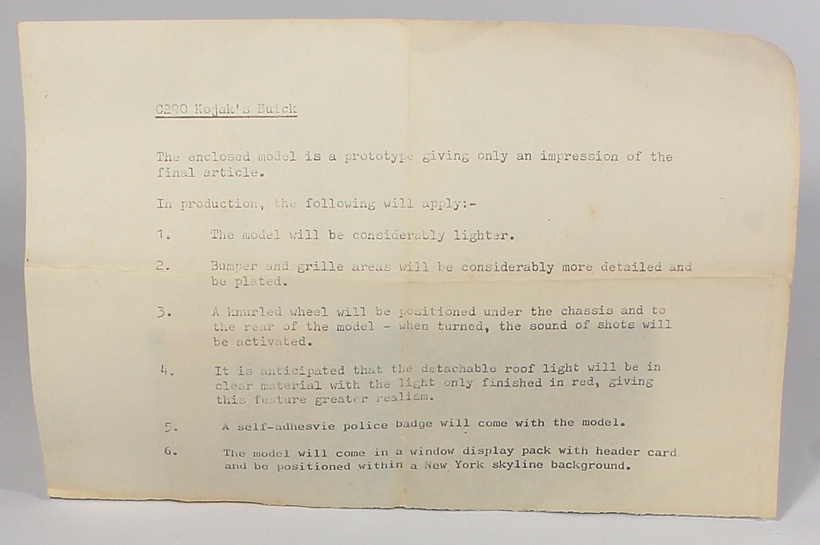 C290 Kojak's Buick
The enclosed model is a prototype giving only an impression of the
final article.
In production, the following will apply:-
1. The model will be considerably lighter.
2. Bumper and grille areas will be considerably more detailed and
be plated.
3. A knurled wheel will be positioned under the chassis and to
the rear of the model - when turned, the sound of shots will
be activated.
4. It is anticipated that the detachable roof light will be in
clear material with the light only finished in red, giving
this feature greater realism.
5. A self-adhesvie police badge will come with the model.
6. The model will come in a window display pack with header card
and be positioned within a New York skyline background.